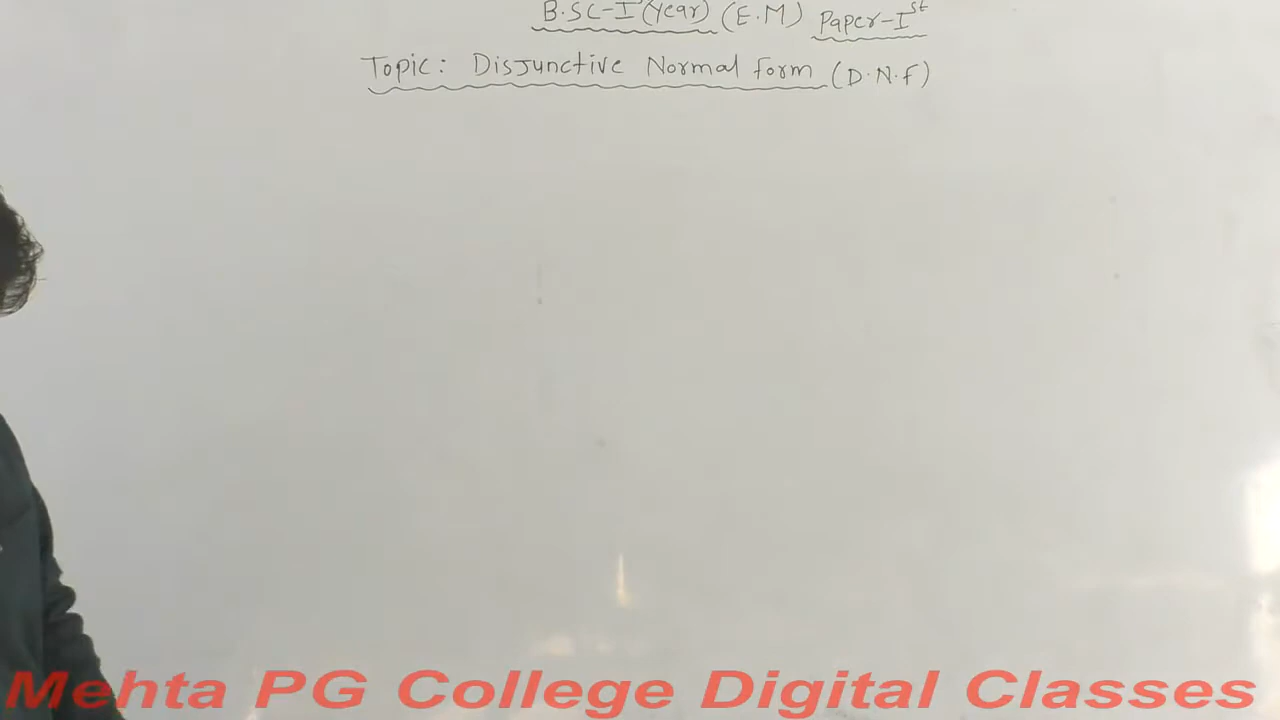 B.SC-I (Year) (E.M) Paper-I st
Topic: Disjunctive Normal form (D.N.F)
Mehta PG College Digital Classes